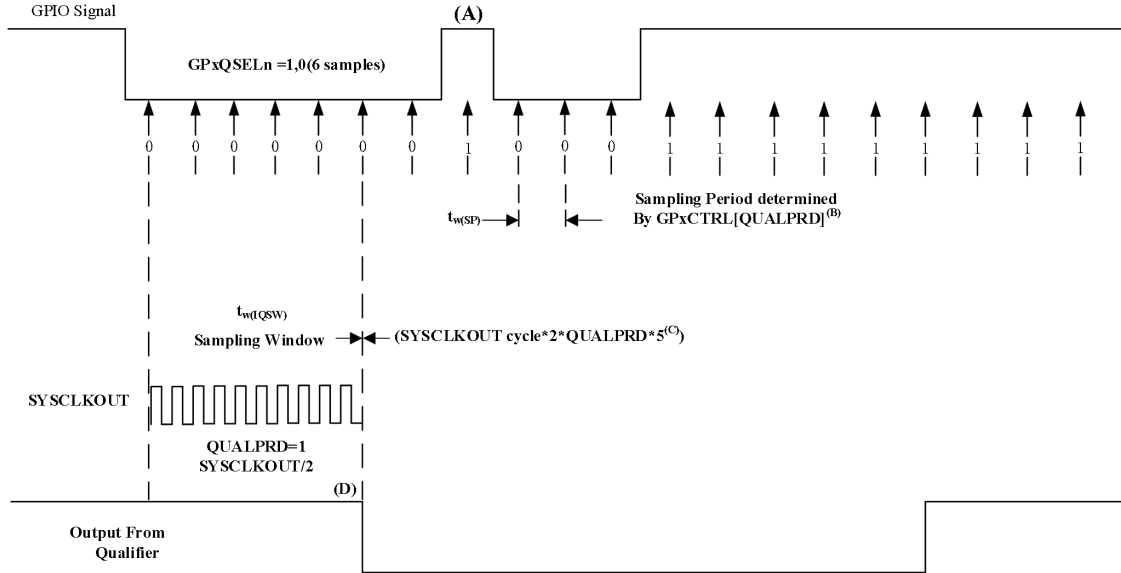 GPIO Signal
(A)
GPxQSELn =1,0(6 samples)
0 0 0 0 0 0 0 1 0 0 0 1 1 1 1 1 1 1 1 1
tw(SP)
Sampling Period determined
By GPxCTRL[QUALPRD](B)
tw(IQSW)
Sampling Window
(SYSCLKOUT cycle*2*QUALPRD*5(C))
SYSCLKOUT
QUALPRD=1
SYSCLKOUT/2
(D)
Output From
Qualifier